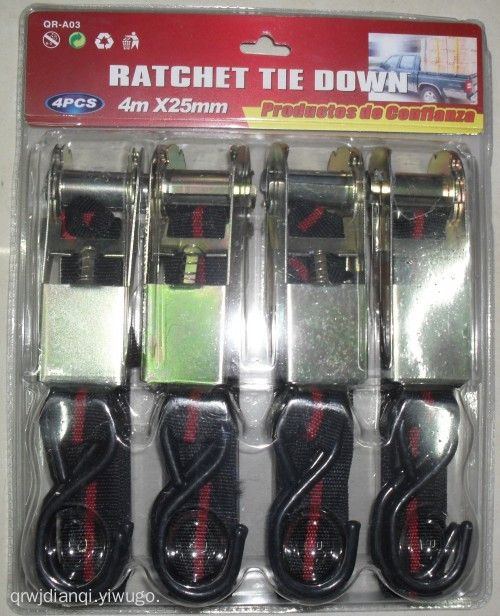 QR-A03
RATCHET TIE DOWN
4PCS
4m X25mm
Productos de Confianza
qrwjdianqi.yiwugo.